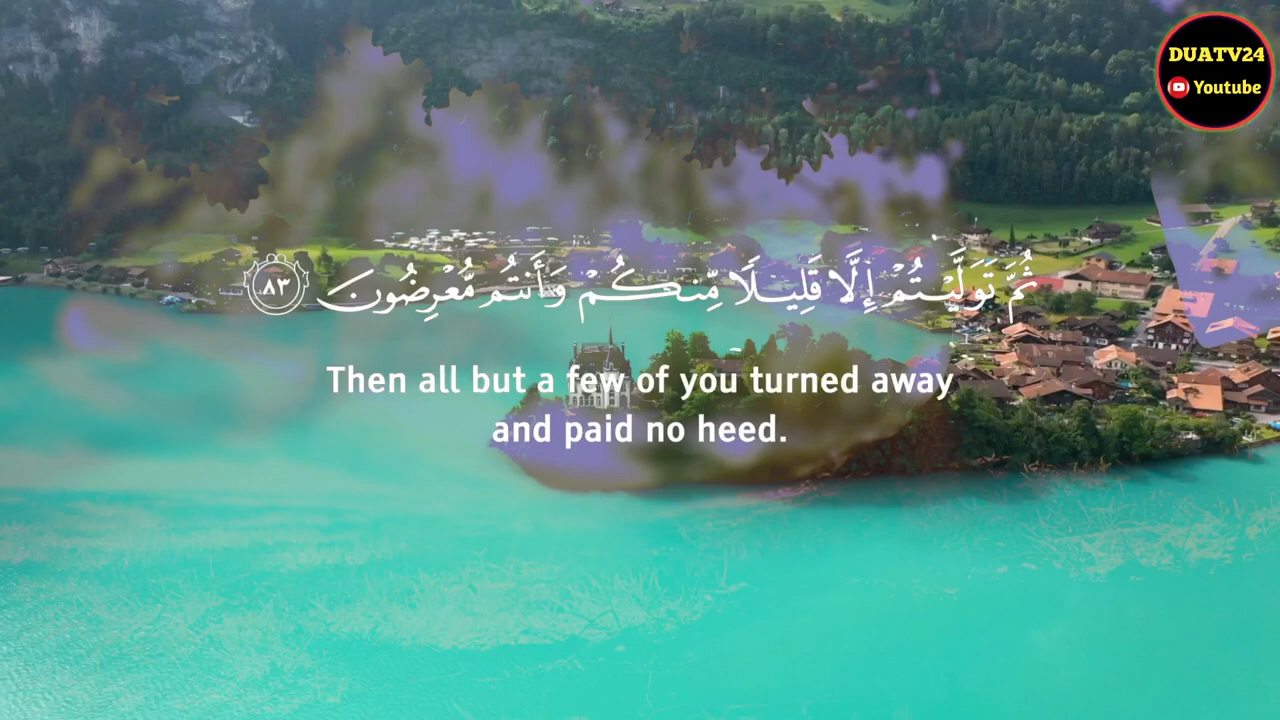 DUATV24
Youtube
ثُمَّ تَوَلَّيْتُمْ إِلَّا قَلِيلًا مِّنكُمْ وَأَنتُم مُّعْرِضُونَ ٨٣
Then all but a few of you turned away
and paid no heed.